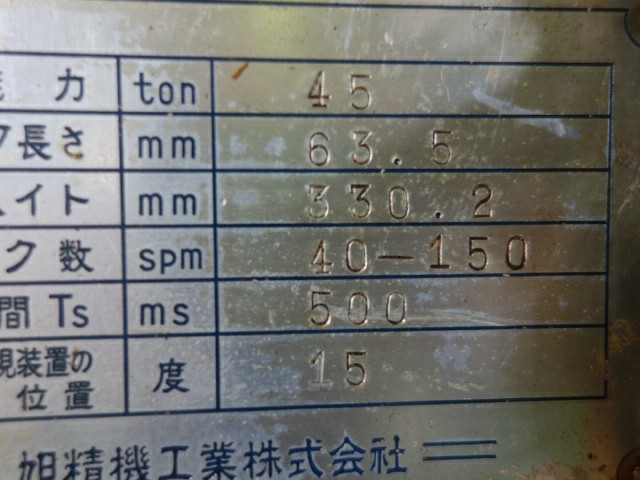 力 ton 45
長さ mm 63.5
イト mm 330.2
ク数 spm 40-150
間 Ts ms 500
装置の
位置 度 15
旭精機工業株式会社